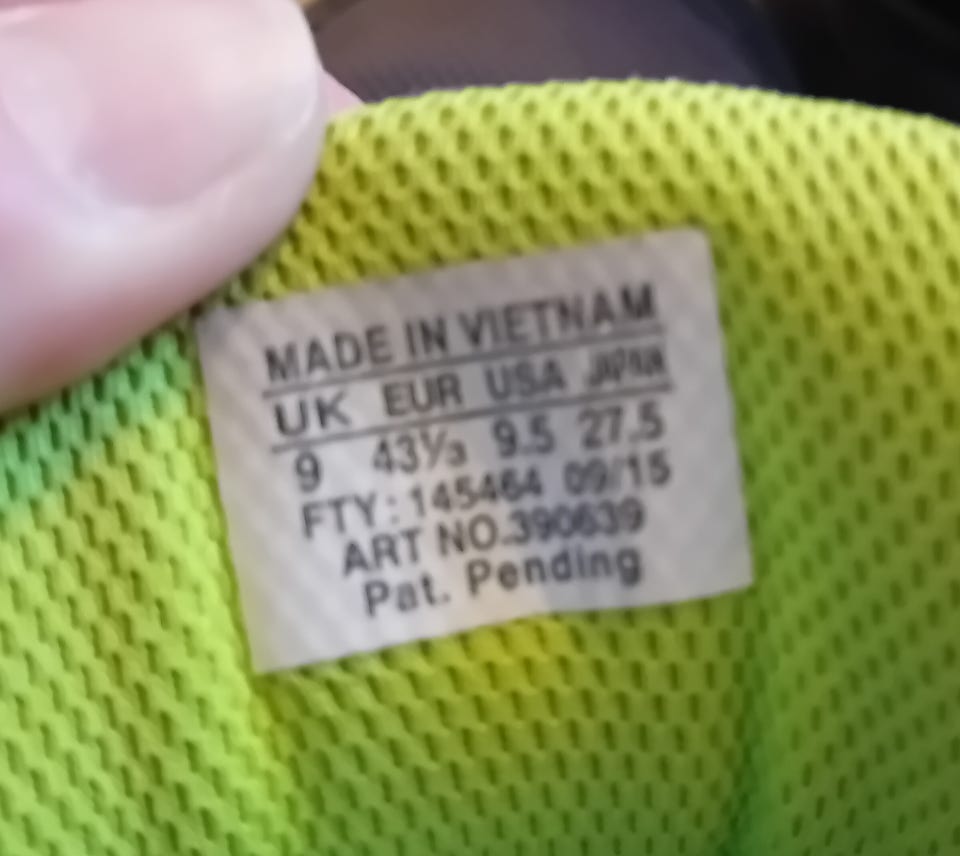 MADE IN VIETNAM
UK EUR USA JAPAN
9 43⅓ 9.5 27.5
FTY: 145464 09/15
ART NO.390639
Pat. Pending